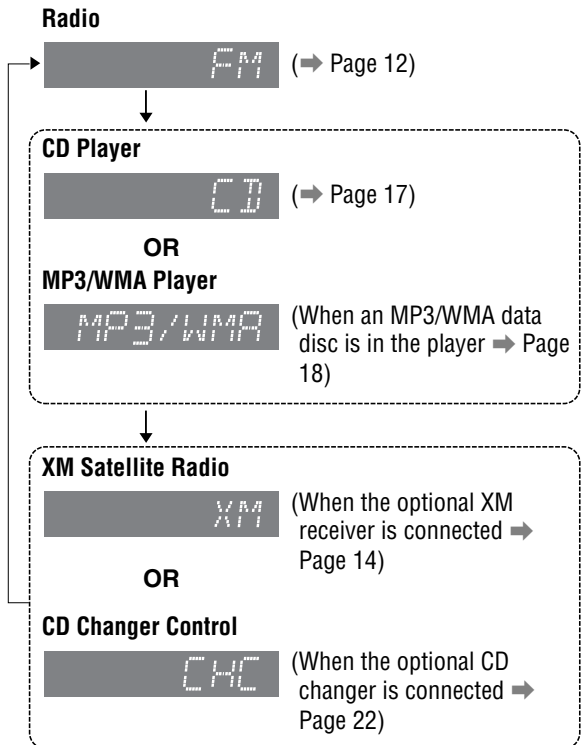 Radio
FM (➡ Page 12)
CD Player
CD (➡ Page 17)
OR
MP3/WMA Player
MP3/WMA (When an MP3/WMA data
disc is in the player ➡ Page
18)
XM Satellite Radio
XM (When the optional XM
receiver is connected ➡
Page 14)
OR
CD Changer Control
CHC (When the optional CD
changer is connected ➡
Page 22)